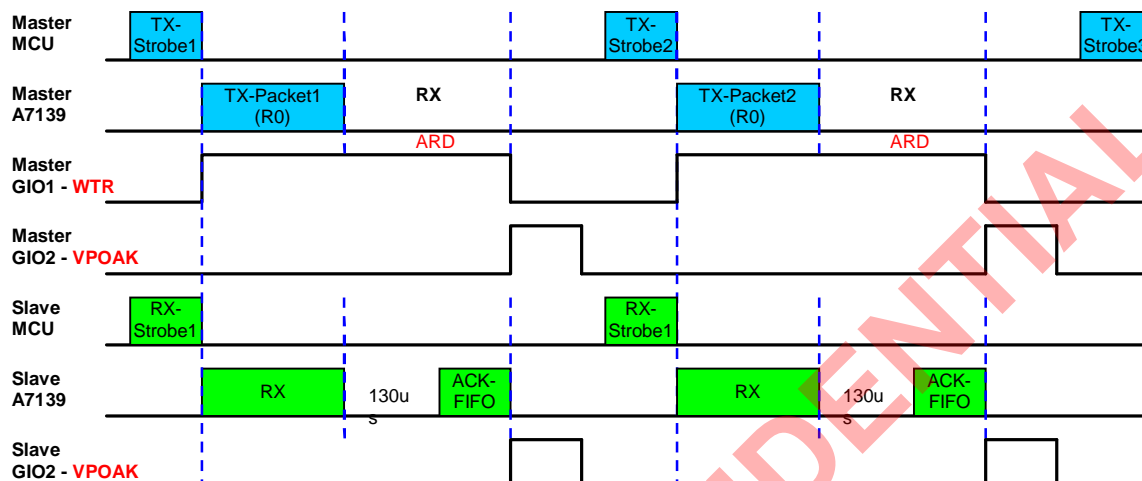 Master
MCU
TX-
Strobe1
TX-
Strobe2
TX-
Strobe3
Master
A7139
TX-Packet1
(R0)
RX
TX-Packet2
(R0)
RX
ARD
ARD
Master
GIO1 - WTR
Master
GIO2 - VPOAK
Slave
MCU
RX-
Strobe1
RX-
Strobe1
Slave
A7139
RX
130u
s
ACK-
FIFO
RX
130u
s
ACK-
FIFO
Slave
GIO2 - VPOAK